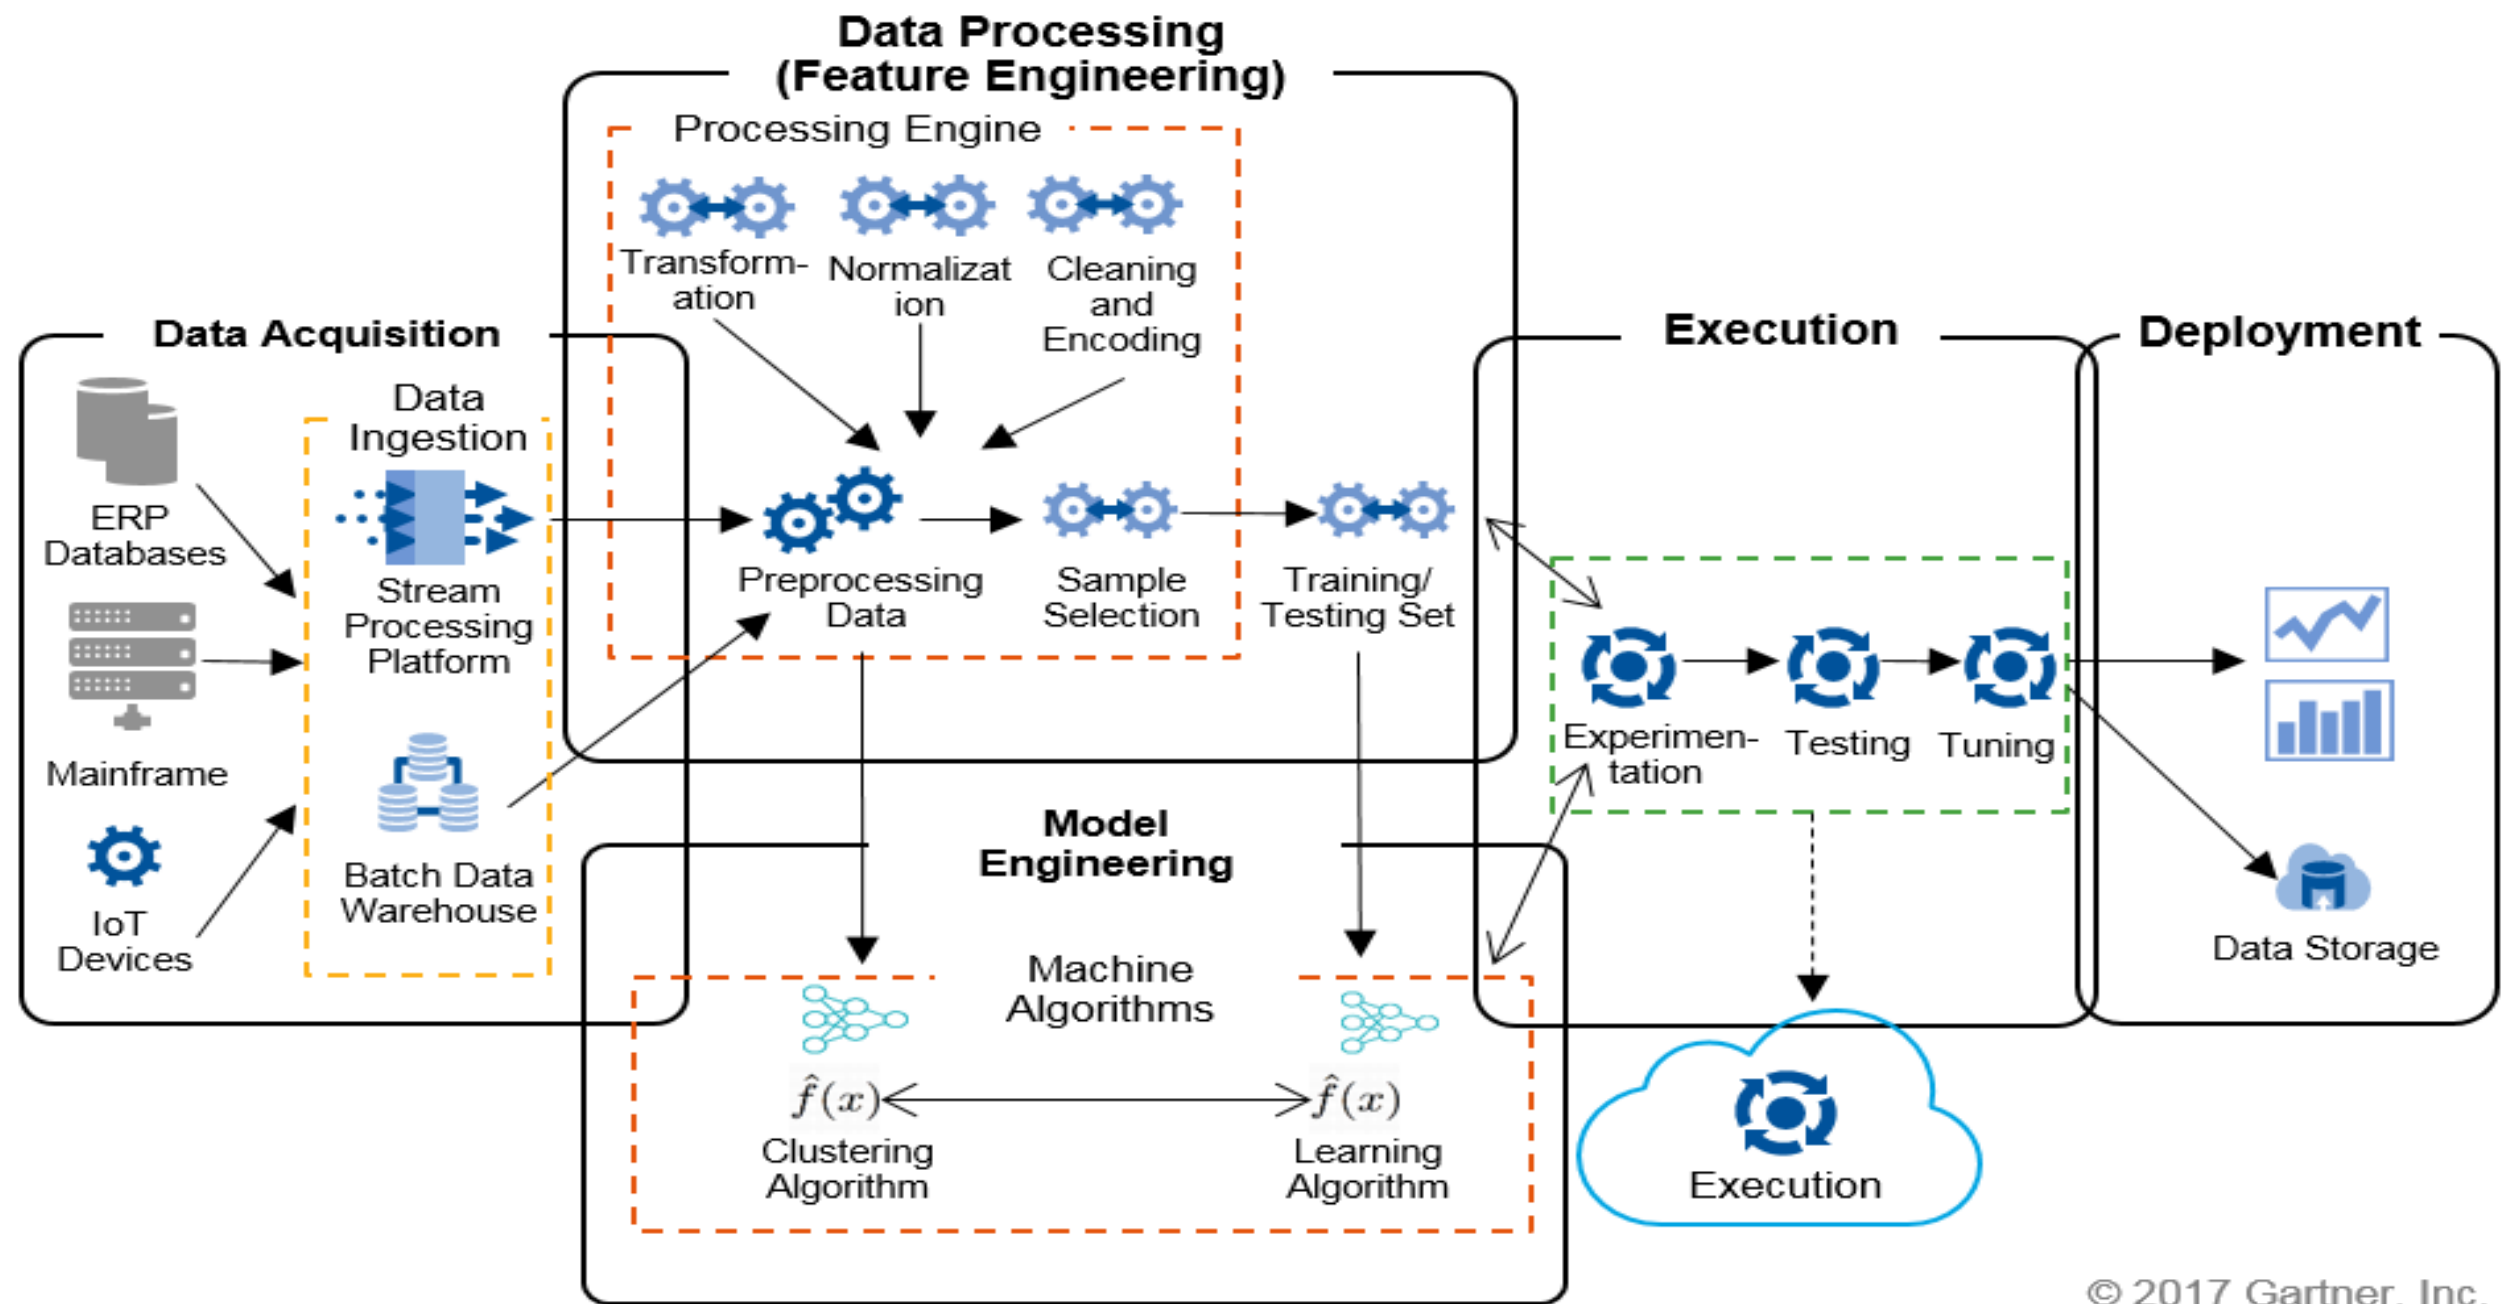 Data Processing
(Feature Engineering)
Processing Engine
Transform-
ation
Normalizat
ion
Cleaning
and
Encoding
Data Acquisition
Data
Ingestion
ERP
Databases
Stream
Processing
Platform
Mainframe
IoT
Devices
Batch Data
Warehouse
Preprocessing
Data
Sample
Selection
Training/
Testing Set
Model
Engineering
Machine
Algorithms
f̂(x)
f̂(x)
Clustering
Algorithm
Learning
Algorithm
Execution
Experimen-
tation
Testing
Tuning
Execution
Deployment
Data Storage
© 2017 Gartner, Inc.